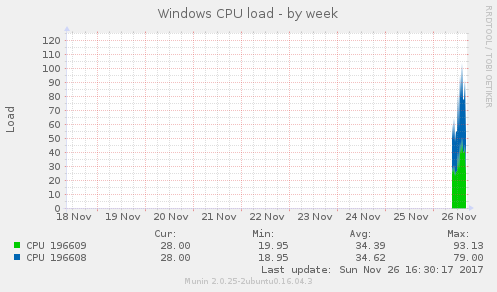 Windows CPU load - by week
RRDTOOL / TOBI OETIKER
Load
120
110
100
90
80
70
60
50
40
30
20
10
0
18 Nov 19 Nov 20 Nov 21 Nov 22 Nov 23 Nov 24 Nov 25 Nov 26 Nov
Cur: Min: Avg: Max:
CPU 196609 28.00 19.95 34.39 93.13
CPU 196608 28.00 18.95 34.62 79.00
Last update: Sun Nov 26 16:30:17 2017
Munin 2.0.25-2ubuntu0.16.04.3